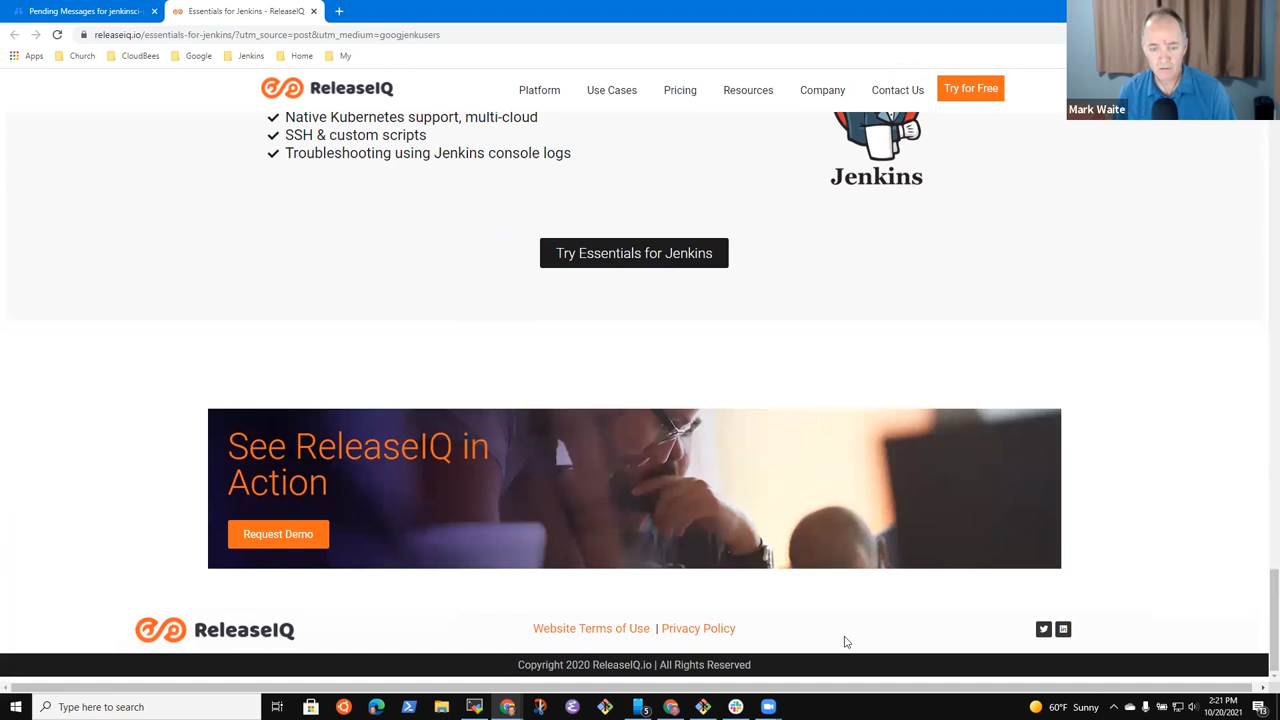 Pending Messages for jenkinsci-
Essentials for Jenkins - ReleaseIQ
releaseiq.io/essentials-for-jenkins/?utm_source=post&utm_medium=googjenkusers
Apps
Church
CloudBees
Google
Jenkins
Home
My
ReleaseIQ
Platform
Use Cases
Pricing
Resources
Company
Contact Us
Try for Free
Mark Waite
Native Kubernetes support, multi-cloud
SSH & custom scripts
Troubleshooting using Jenkins console logs
Jenkins
Try Essentials for Jenkins
See ReleaseIQ in
Action
Request Demo
ReleaseIQ
Website Terms of Use | Privacy Policy
Copyright 2020 ReleaseIQ.io | All Rights Reserved
Type here to search
5
60°F Sunny
2:21 PM
10/20/2021
13